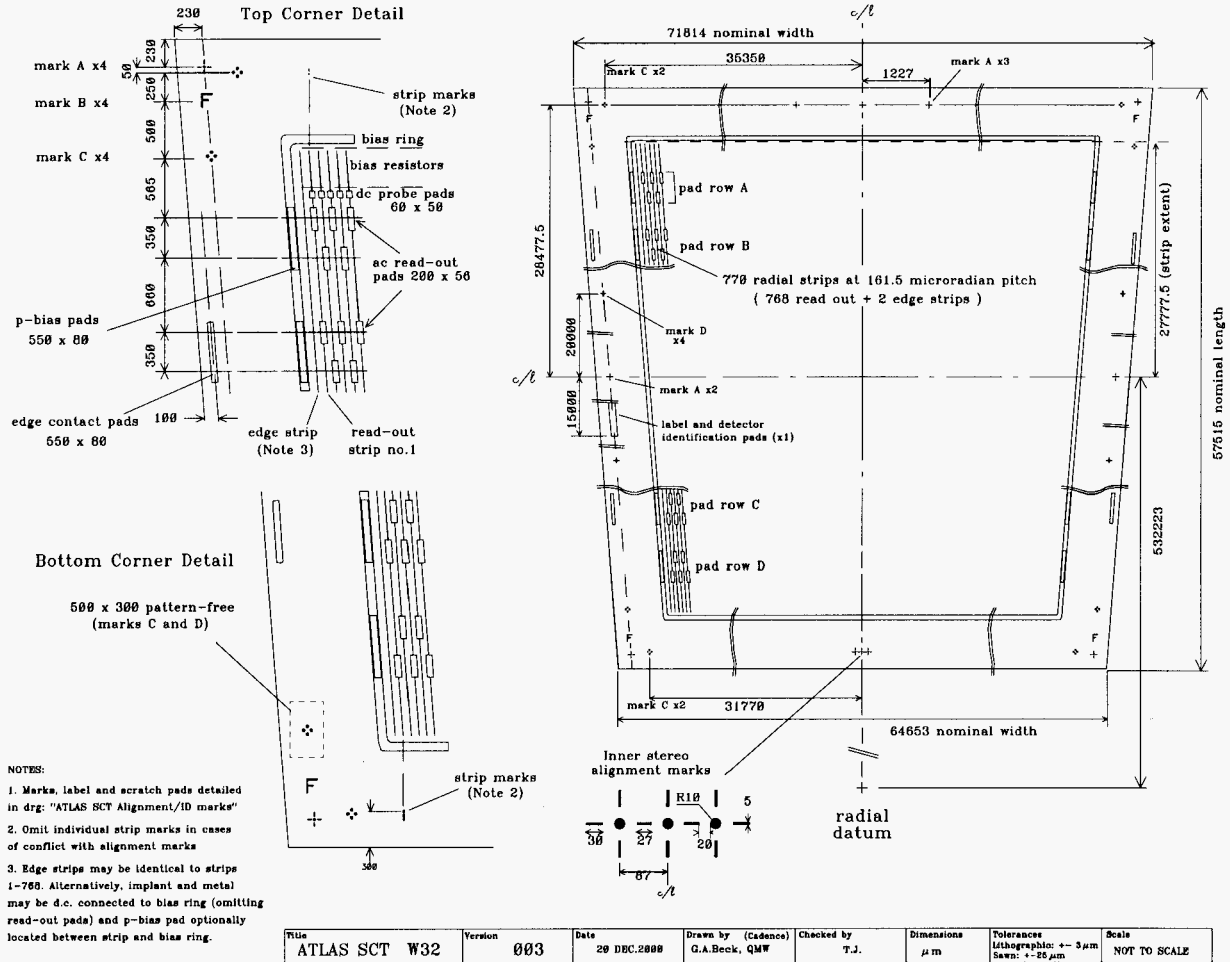 Top Corner Detail
230
230
50
250
500
565
350
660
350
mark A x4
mark B x4
F
mark C x4
strip marks
(Note 2)
bias ring
bias resistors
dc probe pads
60 x 50
ac read-out
pads 200 x 56
p-bias pads
550 x 80
edge contact pads
550 x 80
100
edge strip
(Note 3)
read-out
strip no.1
c/l
71814 nominal width
35350
mark C x2
1227
mark A x3
F
F
pad row A
pad row B
770 radial strips at 161.5 microradian pitch
( 768 read out + 2 edge strips )
28477.5
27777.5 (strip extent)
57515 nominal length
20000
mark D
x4
c/l
mark A x2
15000
label and detector
identification pads (x1)
pad row C
pad row D
532223
F
F
mark C x2
31770
64653 nominal width
radial
datum
Inner stereo
alignment marks
R10
5
30
27
20
87
c/l
Bottom Corner Detail
500 x 300 pattern-free
(marks C and D)
F
strip marks
(Note 2)
300
NOTES:
1. Marks, label and scratch pads detailed
in drg: "ATLAS SCT Alignment/ID marks"
2. Omit individual strip marks in cases
of conflict with alignment marks
3. Edge strips may be identical to strips
1-768. Alternatively, implant and metal
may be d.c. connected to bias ring (omitting
read-out pads) and p-bias pad optionally
located between strip and bias ring.
Title
ATLAS SCT W32
Version
003
Date
20 DEC.2000
Drawn by (Cadence)
G.A.Beck, QMW
Checked by
T.J.
Dimensions
μm
Tolerances
Lithographic: +- 3μm
Sawn: +-25μm
Scale
NOT TO SCALE